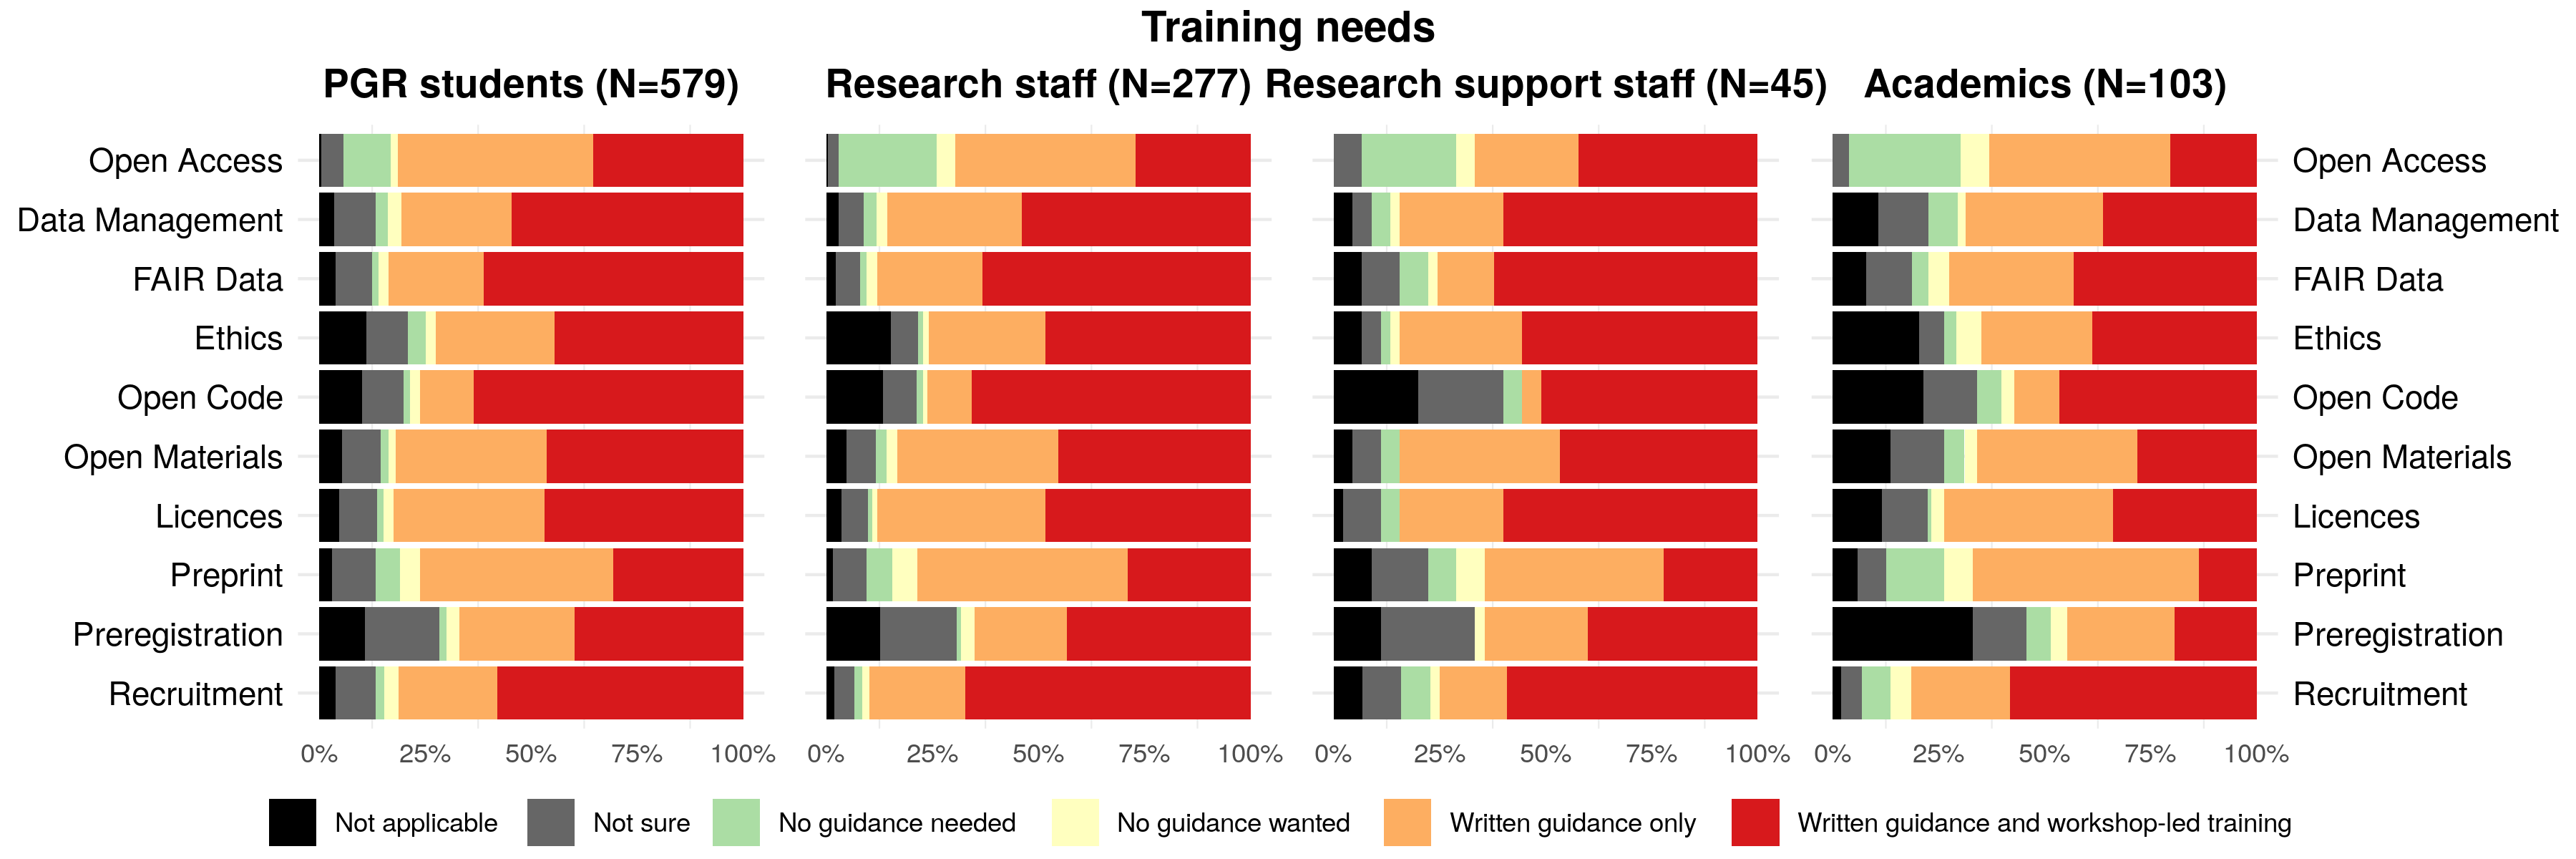 Training needs
PGR students (N=579) Research staff (N=277) Research support staff (N=45) Academics (N=103)
Open Access Open Access
Data Management Data Management
FAIR Data FAIR Data
Ethics Ethics
Open Code Open Code
Open Materials Open Materials
Licences Licences
Preprint Preprint
Preregistration Preregistration
Recruitment Recruitment
0% 25% 50% 75% 100% 0% 25% 50% 75% 100% 0% 25% 50% 75% 100% 0% 25% 50% 75% 100%
Not applicable Not sure No guidance needed No guidance wanted Written guidance only Written guidance and workshop-led training